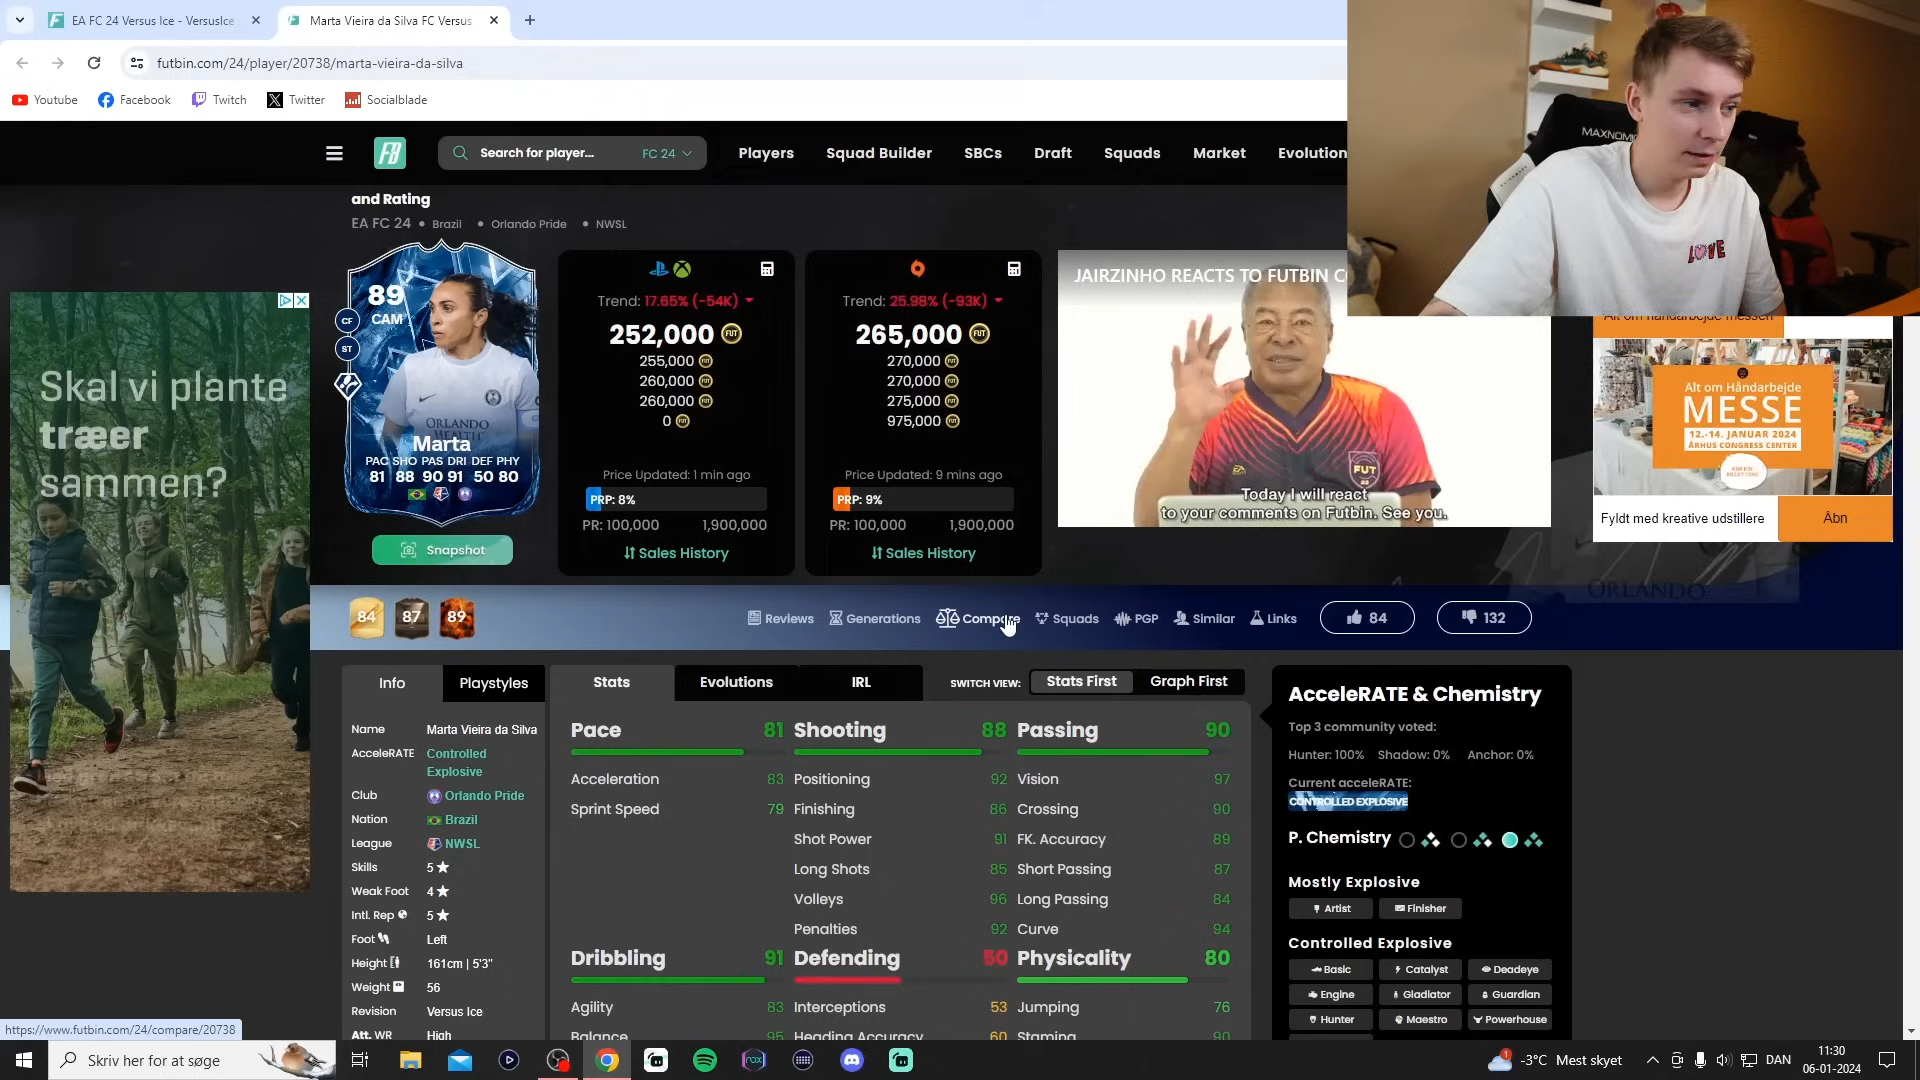 EA FC 24 Versus Ice - VersusIce
Marta Vieira da Silva FC Versus
futbin.com/24/player/20738/marta-vieira-da-silva
Youtube
Facebook
Twitch
Twitter
Socialblade
Search for player...
FC 24
Players
Squad Builder
SBCs
Draft
Squads
Market
Evolution
and Rating
EA FC 24 • Brazil • Orlando Pride • NWSL
89
CAM
CF
ST
Marta
PAC SHO PAS DRI DEF PHY
81 88 90 91 50 80
Snapshot
Trend: 17.65% (-54K)
252,000
255,000
260,000
260,000
0
Price Updated: 1 min ago
PRP: 8%
PR: 100,000 1,900,000
Sales History
Trend: 25.98% (-93K)
265,000
270,000
270,000
275,000
975,000
Price Updated: 9 mins ago
PRP: 9%
PR: 100,000 1,900,000
Sales History
JAIRZINHO REACTS TO FUTBIN C
Today I will react
to your comments on Futbin. See you.
MAXNOMIC
LOVE
Skal vi plante
træer
sammen?
Alt om håndarbejde messen
Alt om Håndarbejde
MESSE
12.-14. JANUAR 2024
ÅRHUS CONGRESS CENTER
Fyldt med kreative udstillere
Åbn
ORLANDO
84
87
89
Reviews
Generations
Compare
Squads
PGP
Similar
Links
84
132
Info
Playstyles
Name Marta Vieira da Silva
AcceleRATE Controlled
Explosive
Club Orlando Pride
Nation Brazil
League NWSL
Skills 5
Weak Foot 4
Intl. Rep 5
Foot Left
Height 161cm | 5'3"
Weight 56
Revision Versus Ice
Att. WR High
Stats
Evolutions
IRL
SWITCH VIEW:
Stats First
Graph First
Pace 81
Acceleration 83
Sprint Speed 79
Shooting 88
Positioning 92
Finishing 86
Shot Power 91
Long Shots 85
Volleys 96
Penalties 92
Passing 90
Vision 97
Crossing 90
FK. Accuracy 89
Short Passing 87
Long Passing 84
Curve 94
Dribbling 91
Agility 83
Balance 95
Defending 50
Interceptions 53
Heading Accuracy 60
Physicality 80
Jumping 76
Stamina 90
AcceleRATE & Chemistry
Top 3 community voted:
Hunter: 100% Shadow: 0% Anchor: 0%
Current acceleRATE:
CONTROLLED EXPLOSIVE
P. Chemistry
Mostly Explosive
Artist
Finisher
Controlled Explosive
Basic
Catalyst
Deadeye
Engine
Gladiator
Guardian
Hunter
Maestro
Powerhouse
https://www.futbin.com/24/compare/20738
Skriv her for at søge
-3°C Mest skyet
DAN
11:30
06-01-2024